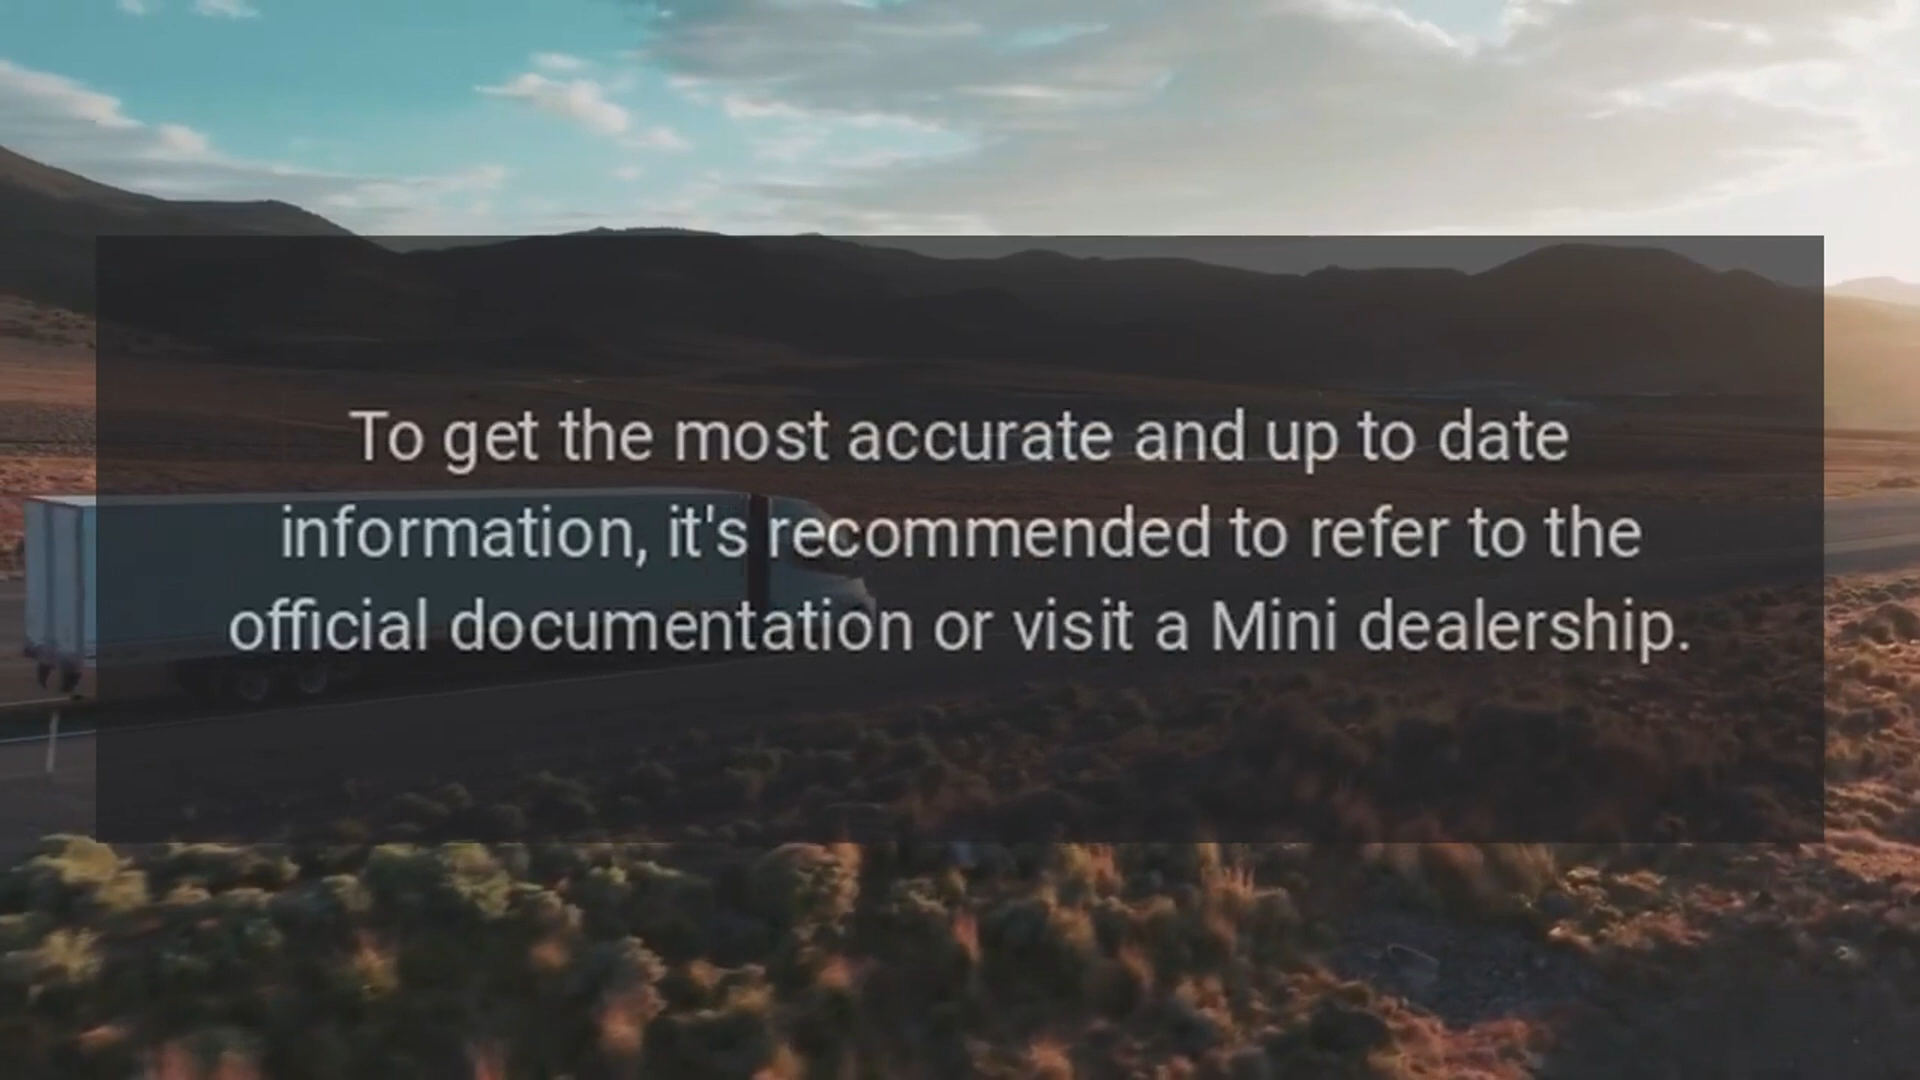 To get the most accurate and up to date
information, it's recommended to refer to the
official documentation or visit a Mini dealership.